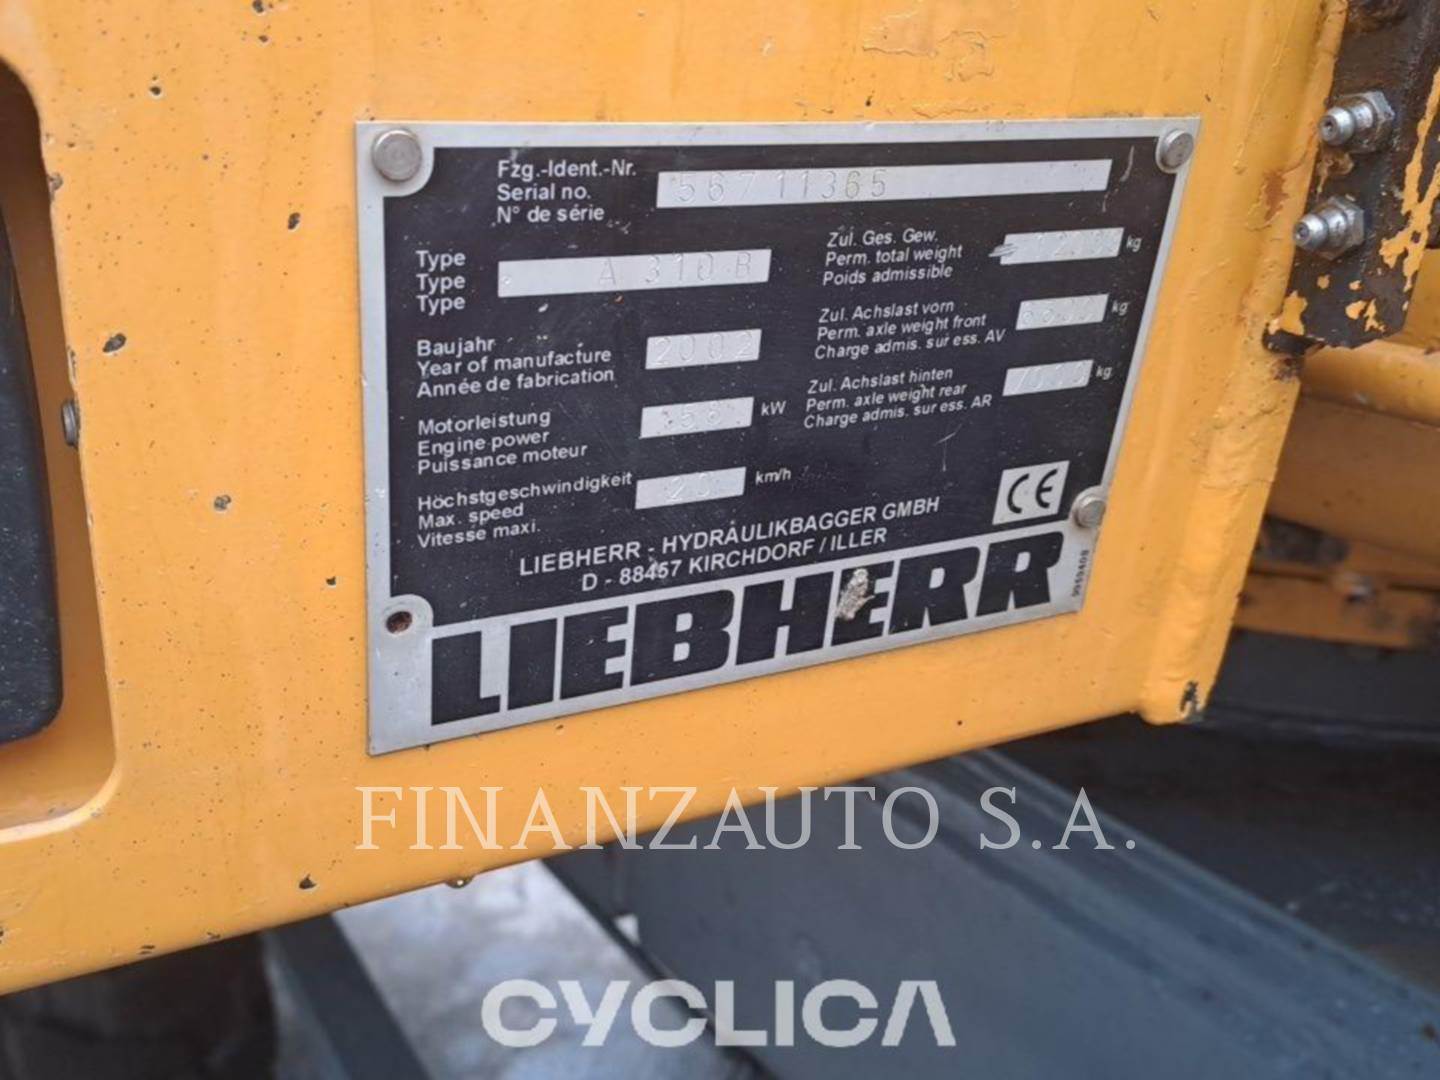 Fzg.-Ident.-Nr.
Serial no.
N° de série
567 11365
Type
Type
Type
A 310 B
Baujahr
Year of manufacture
Année de fabrication
2002
Motorleistung
Engine power
Puissance moteur
kW
Höchstgeschwindigkeit
Max. speed
Vitesse maxi.
20
km/h
Zul. Ges. Gew.
Perm. total weight
Poids admissible
kg
Zul. Achslast vorn
Perm. axle weight front
Charge admis. sur ess. AV
kg
Zul. Achslast hinten
Perm. axle weight rear
Charge admis. sur ess. AR
kg
CE
LIEBHERR - HYDRAULIKBAGGER GMBH
D - 88457 KIRCHDORF / ILLER
LIEBHERR
FINANZAUTO S.A.
CYCLICA